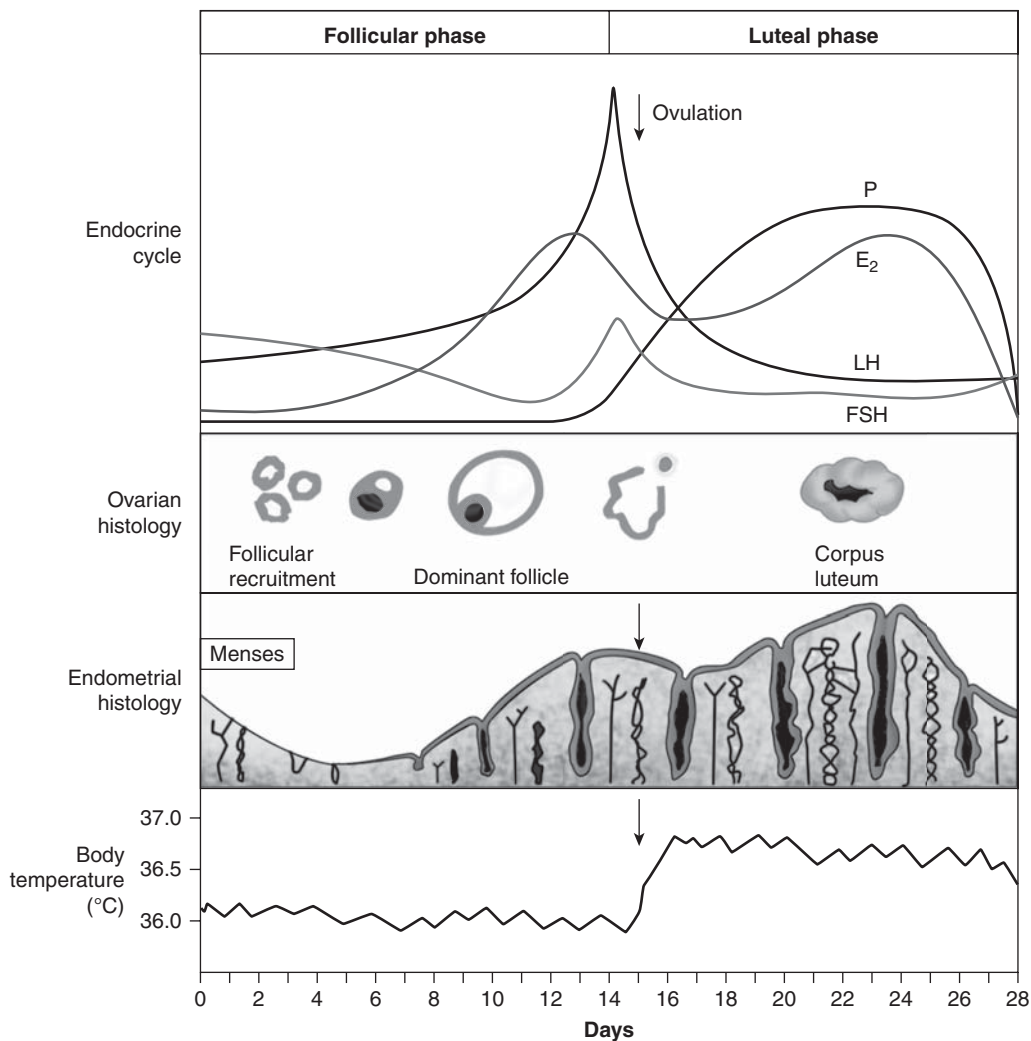 Follicular phase
Luteal phase
Ovulation
P
E₂
LH
FSH
Endocrine
cycle
Ovarian
histology
Follicular
recruitment
Dominant follicle
Corpus
luteum
Menses
Endometrial
histology
37.0
36.5
36.0
Body
temperature
(°C)
0 2 4 6 8 10 12 14 16 18 20 22 24 26 28
Days